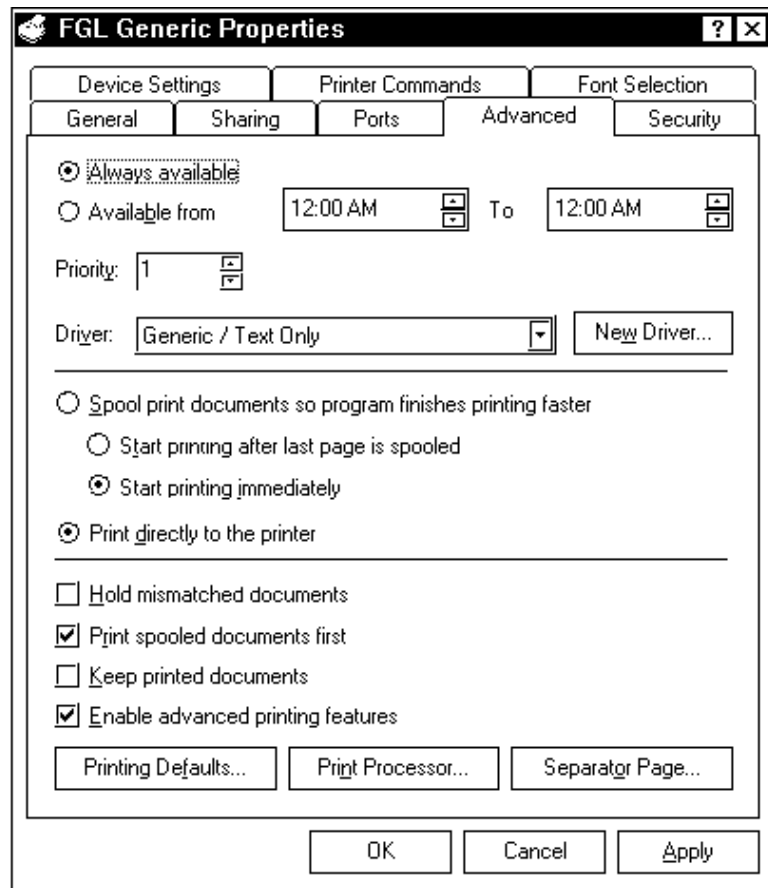 FGL Generic Properties
Device Settings Printer Commands Font Selection
General Sharing Ports Advanced Security
Always available
Available from 12:00 AM To 12:00 AM
Priority: 1
Driver: Generic / Text Only New Driver...
Spool print documents so program finishes printing faster
Start printing after last page is spooled
Start printing immediately
Print directly to the printer
Hold mismatched documents
Print spooled documents first
Keep printed documents
Enable advanced printing features
Printing Defaults... Print Processor... Separator Page...
OK Cancel Apply